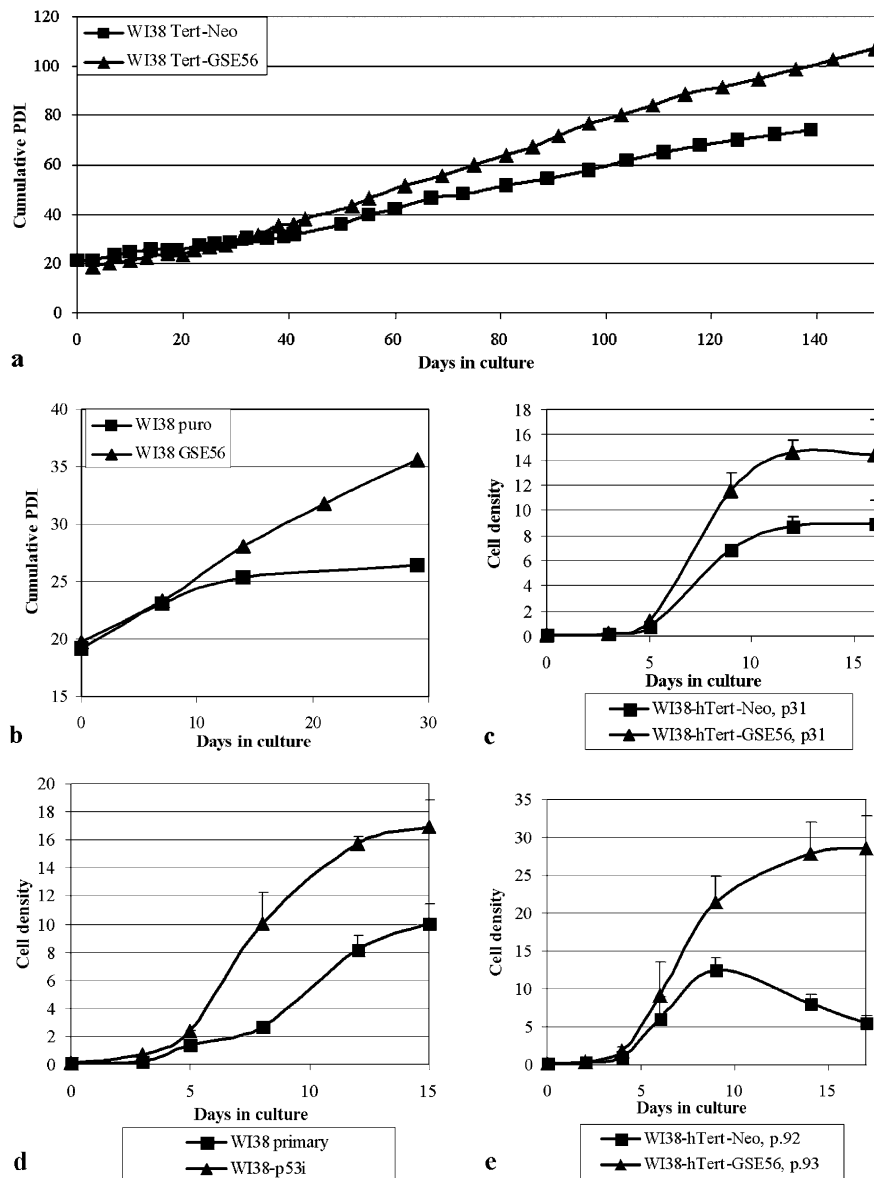 WI38 Tert-Neo
WI38 Tert-GSE56
Cumulative PDI
120
100
80
60
40
20
0
0 20 40 60 80 100 120 140
Days in culture
a
WI38 puro
WI38 GSE56
Cumulative PDI
40
35
30
25
20
15
0 10 20 30
Days in culture
b
Cell density
18
16
14
12
10
8
6
4
2
0
0 5 10 15
Days in culture
WI38-hTert-Neo, p31
WI38-hTert-GSE56, p31
c
Cell density
20
18
16
14
12
10
8
6
4
2
0
0 5 10 15
Days in culture
WI38 primary
WI38-p53i
d
Cell density
35
30
25
20
15
10
5
0
0 5 10 15
Days in culture
WI38-hTert-Neo, p.92
WI38-hTert-GSE56, p.93
e